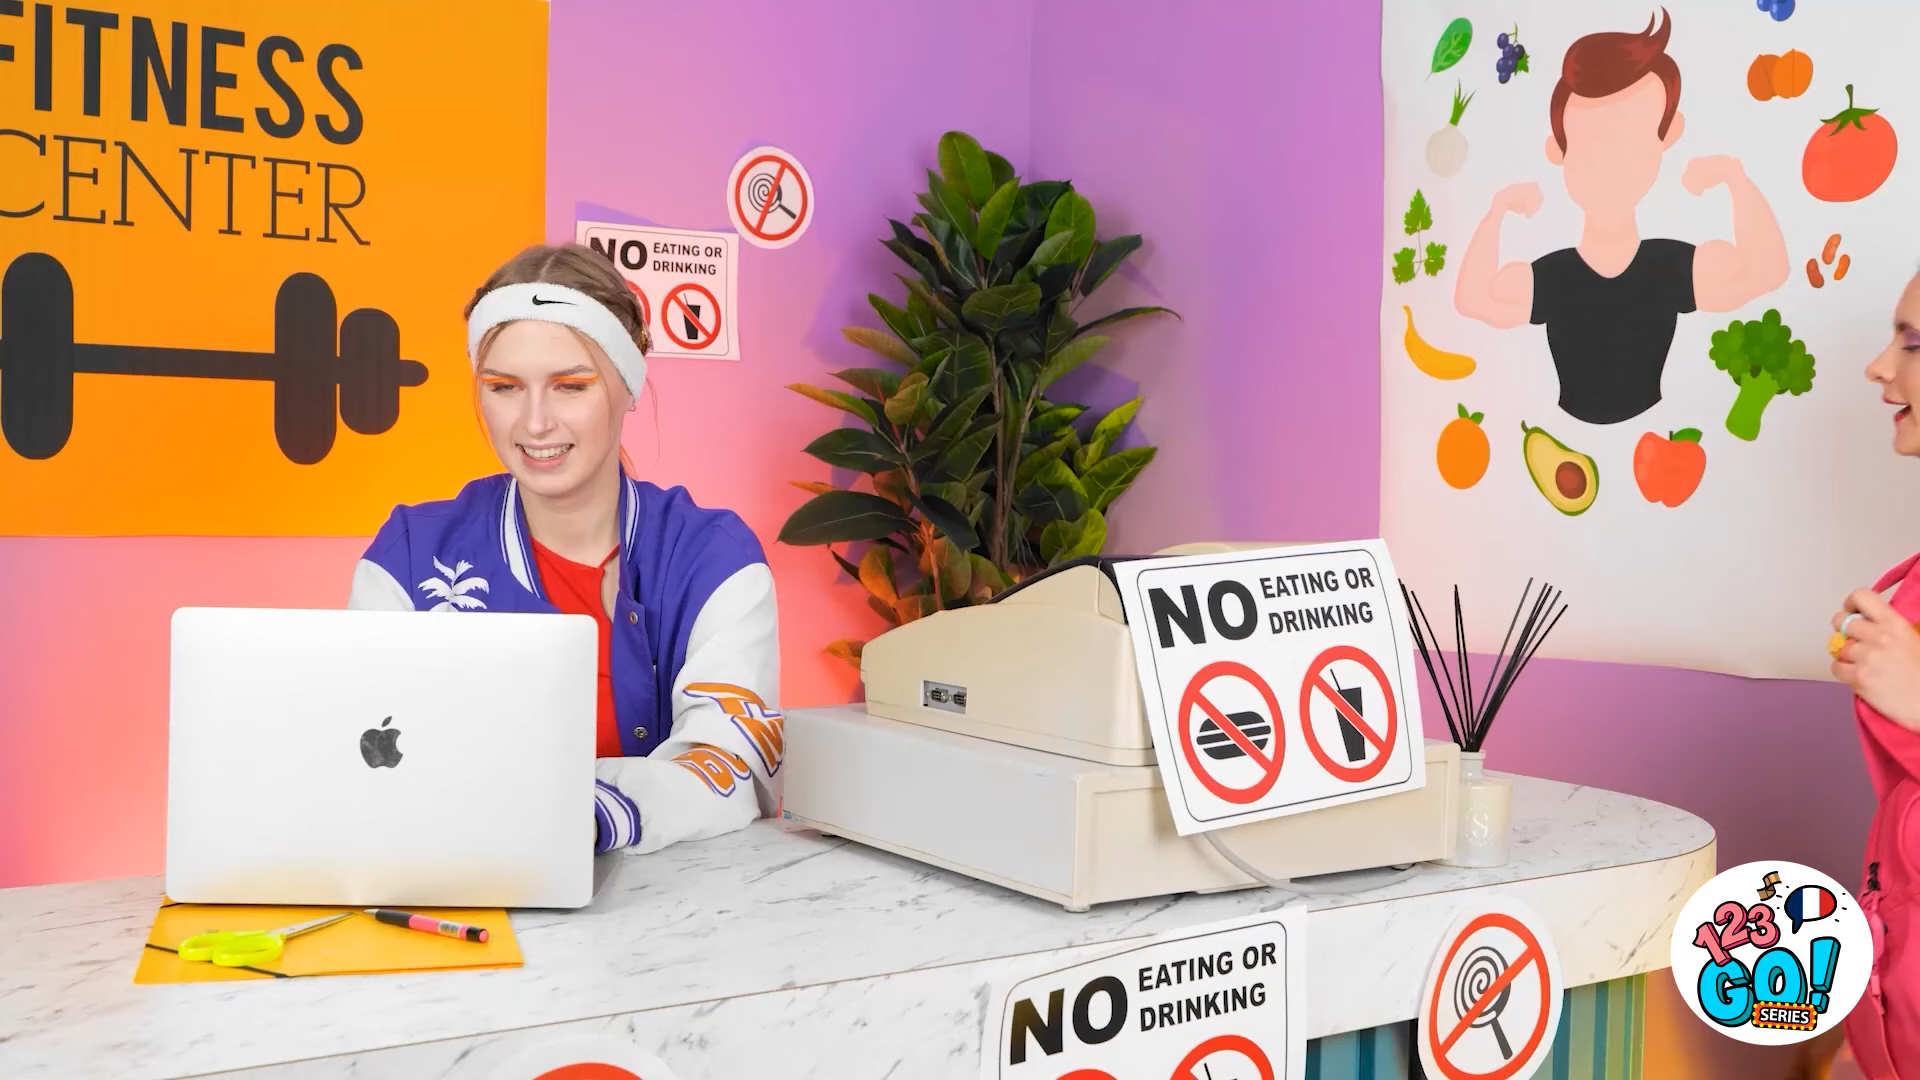 FITNESS
CENTER
NO EATING OR
DRINKING
NO EATING OR
DRINKING
NO EATING OR
DRINKING
123
GO!
SERIES